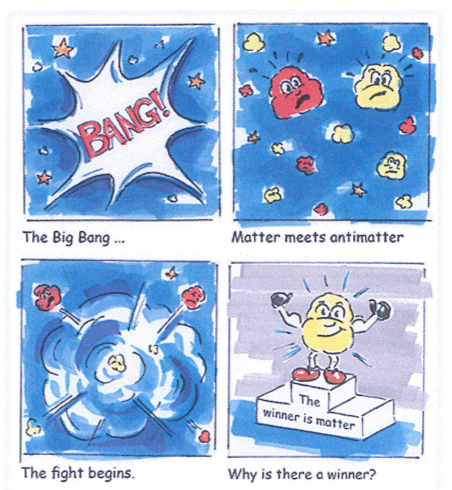 BANG!
The Big Bang ...
Matter meets antimatter
The fight begins.
The
winner is matter
Why is there a winner?